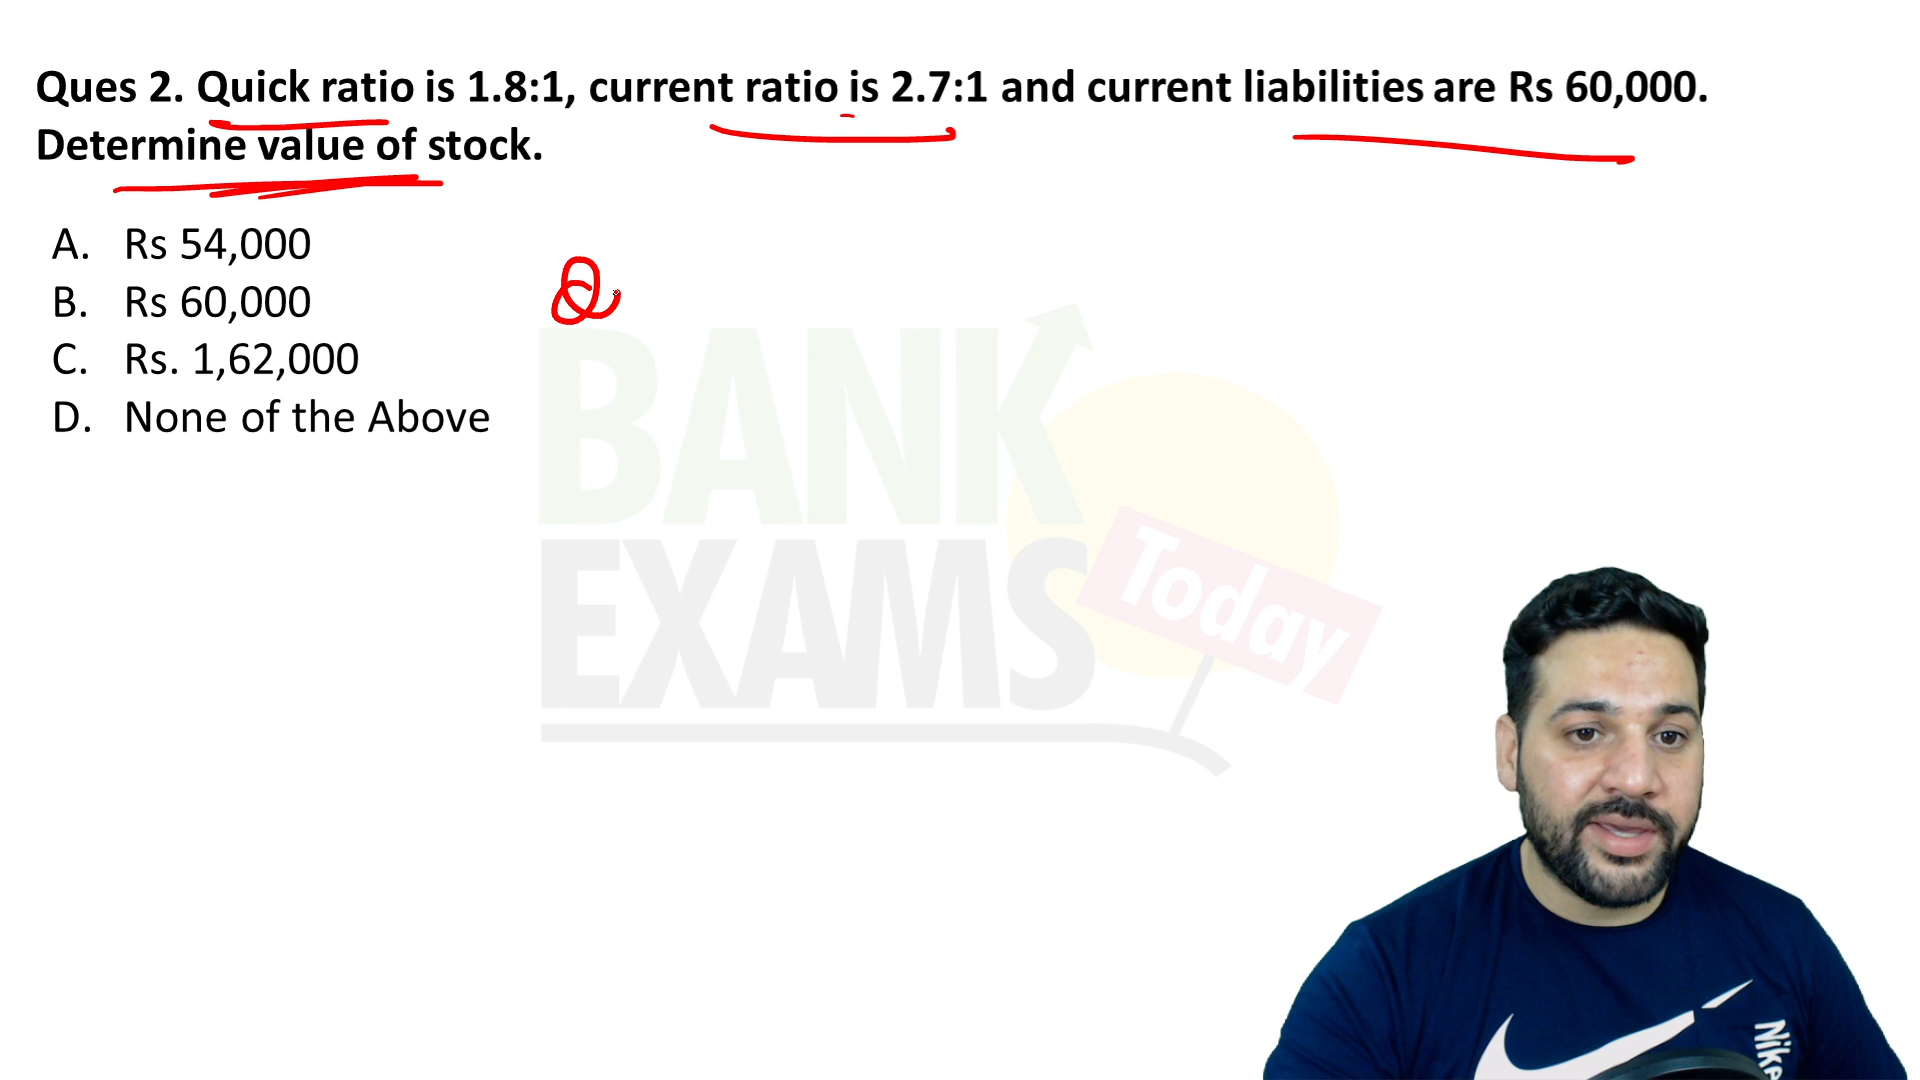 Ques 2. Quick ratio is 1.8:1, current ratio is 2.7:1 and current liabilities are Rs 60,000.
Determine value of stock.
A. Rs 54,000
B. Rs 60,000
C. Rs. 1,62,000
D. None of the Above
Q
BANK
EXAMS
Today
Nike